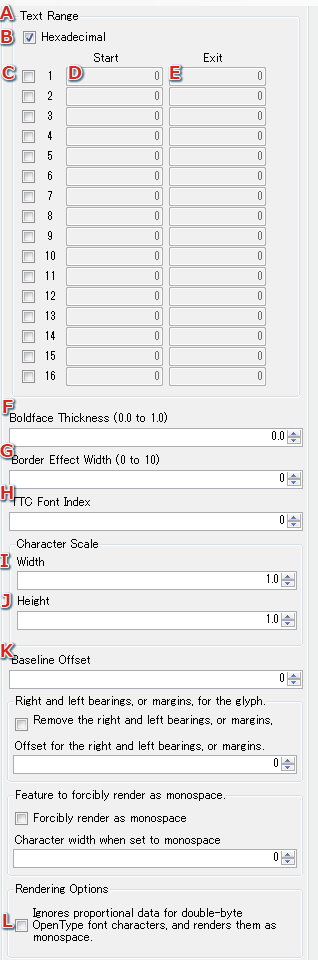 A Text Range
B Hexadecimal
Start Exit
C 1 D 0 E 0
2 0 0
3 0 0
4 0 0
5 0 0
6 0 0
7 0 0
8 0 0
9 0 0
10 0 0
11 0 0
12 0 0
13 0 0
14 0 0
15 0 0
16 0 0
F
Boldface Thickness (0.0 to 1.0)
0.0
G
Border Effect Width (0 to 10)
0
H
TTC Font Index
0
Character Scale
I Width
1.0
J Height
1.0
K
Baseline Offset
0
Right and left bearings, or margins, for the glyph.
Remove the right and left bearings, or margins,
Offset for the right and left bearings, or margins.
0
Feature to forcibly render as monospace.
Forcibly render as monospace
Character width when set to monospace
0
Rendering Options
Ignores proportional data for double-byte
L OpenType font characters, and renders them as
monospace.